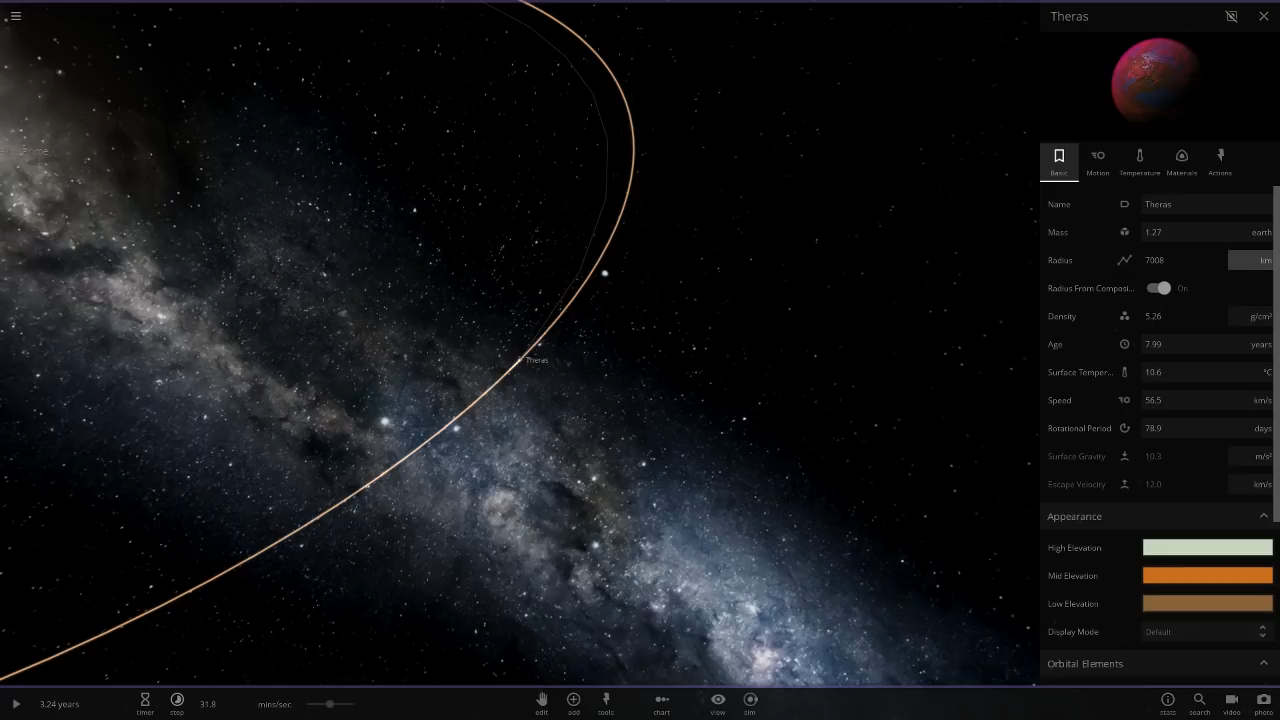 Theras
Basic Motion Temperature Materials Actions
Name Theras
Mass 1.27 earth
Radius 7008 km
Radius From Composi... On
Density 5.26 g/cm³
Age 7.99 years
Surface Temper... 10.6 °C
Speed 56.5 km/s
Rotational Period 78.9 days
Surface Gravity 10.3 m/s²
Escape Velocity 12.0 km/s
Appearance
High Elevation
Mid Elevation
Low Elevation
Display Mode Default
Orbital Elements
Theras
3.24 years timer step 31.8 mins/sec edit add tools chart view sim stats search video photo